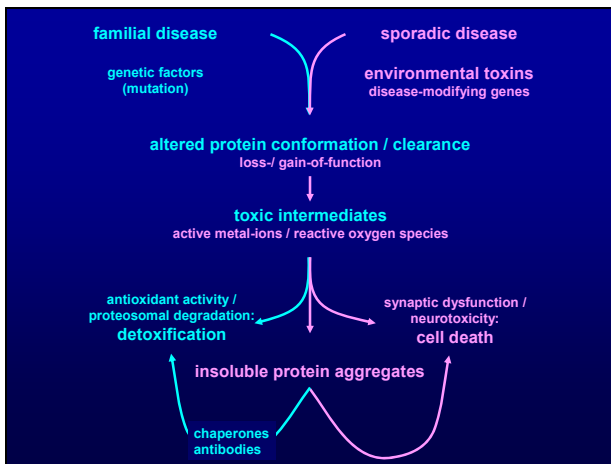 familial disease
sporadic disease
genetic factors
(mutation)
environmental toxins
disease-modifying genes
altered protein conformation / clearance
loss-/ gain-of-function
toxic intermediates
active metal-ions / reactive oxygen species
antioxidant activity /
proteosomal degradation:
detoxification
synaptic dysfunction /
neurotoxicity:
cell death
insoluble protein aggregates
chaperones
antibodies